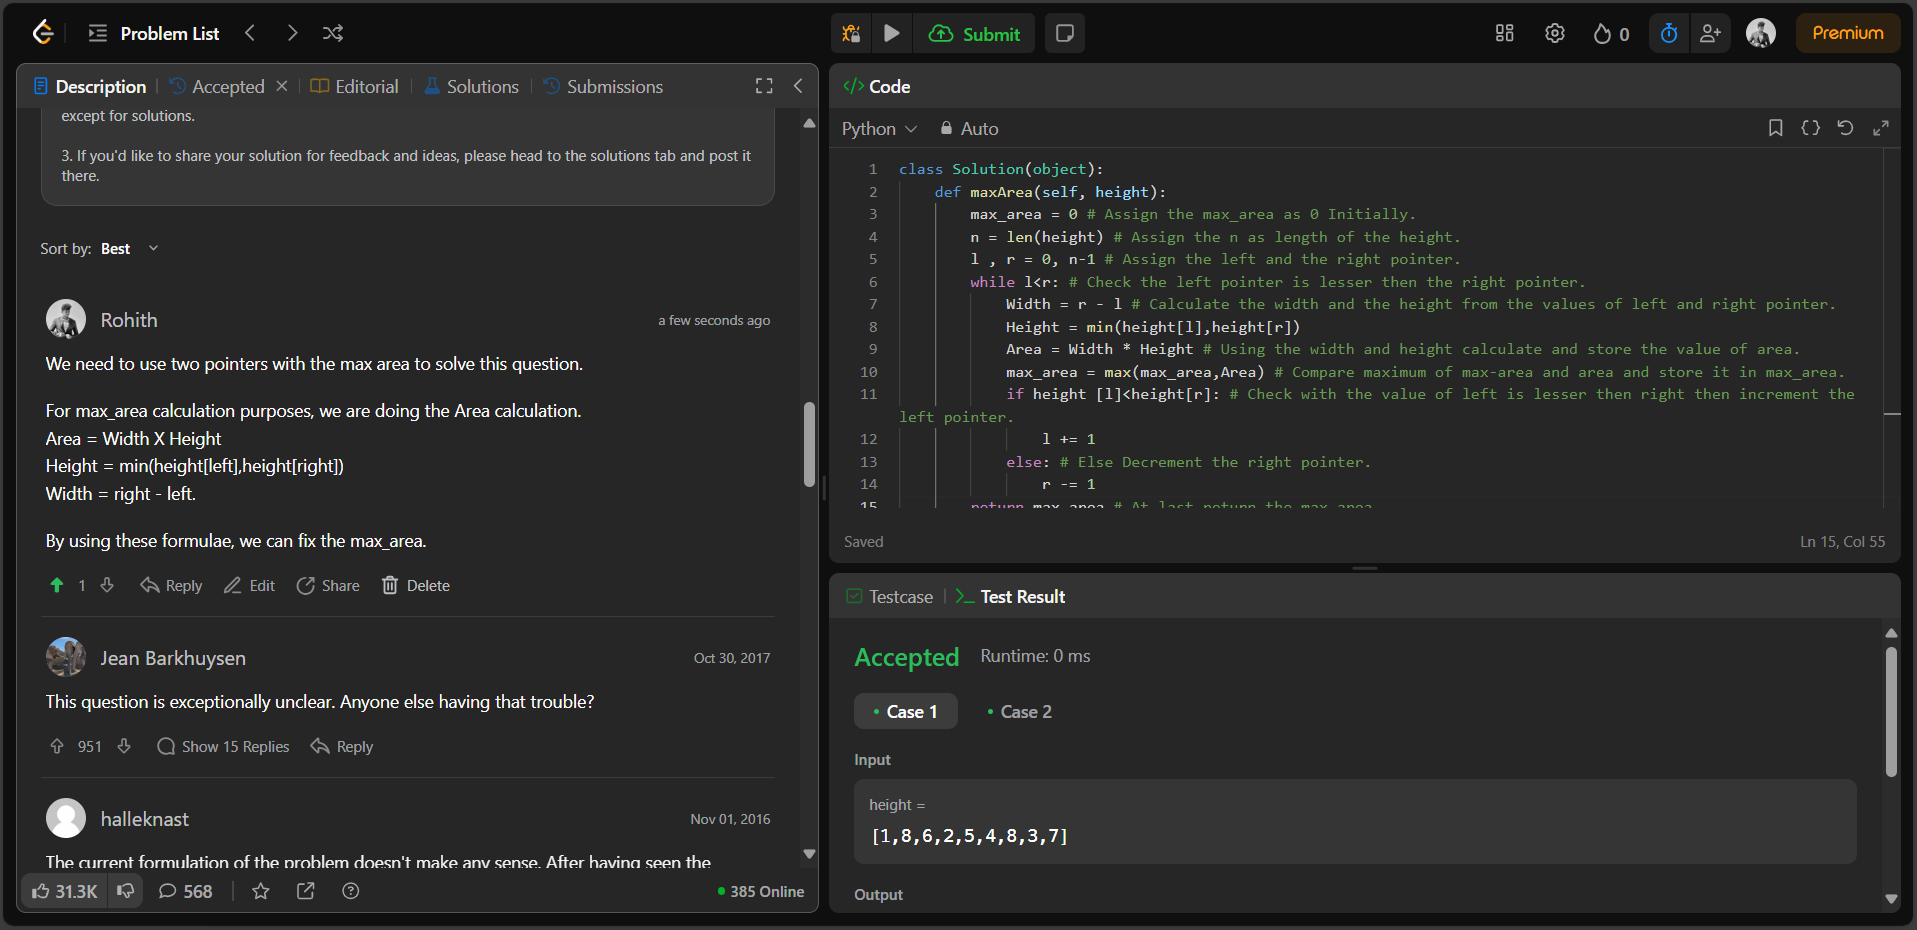 Problem List
Submit
0
Premium
Description
Accepted
Editorial
Solutions
Submissions
except for solutions.
3. If you'd like to share your solution for feedback and ideas, please head to the solutions tab and post it
there.
Sort by: Best
Rohith
a few seconds ago
We need to use two pointers with the max area to solve this question.
For max_area calculation purposes, we are doing the Area calculation.
Area = Width X Height
Height = min(height[left],height[right])
Width = right - left.
By using these formulae, we can fix the max_area.
1 Reply Edit Share Delete
Jean Barkhuysen
Oct 30, 2017
This question is exceptionally unclear. Anyone else having that trouble?
951 Show 15 Replies Reply
halleknast
Nov 01, 2016
The current formulation of the problem doesn't make any sense. After having seen the
31.3K
568
385 Online
</> Code
Python Auto
1 class Solution(object):
2 def maxArea(self, height):
3 max_area = 0 # Assign the max_area as 0 Initially.
4 n = len(height) # Assign the n as length of the height.
5 l , r = 0, n-1 # Assign the left and the right pointer.
6 while l<r: # Check the left pointer is lesser then the right pointer.
7 Width = r - l # Calculate the width and the height from the values of left and right pointer.
8 Height = min(height[l],height[r])
9 Area = Width * Height # Using the width and height calculate and store the value of area.
10 max_area = max(max_area,Area) # Compare maximum of max-area and area and store it in max_area.
11 if height [l]<height[r]: # Check with the value of left is lesser then right then increment the
left pointer.
12 l += 1
13 else: # Else Decrement the right pointer.
14 r -= 1
15 return max_area # At last return the max_area
Saved
Ln 15, Col 55
Testcase
>_ Test Result
Accepted
Runtime: 0 ms
Case 1
Case 2
Input
height =
[1,8,6,2,5,4,8,3,7]
Output